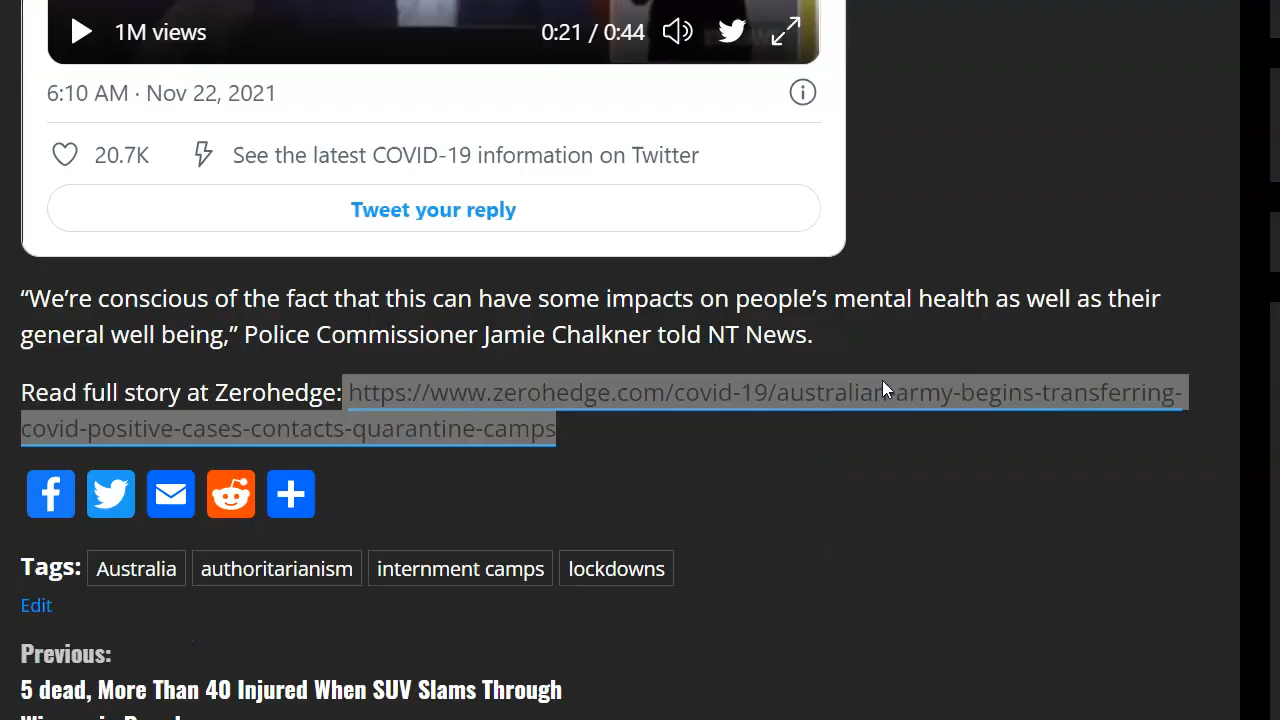 1M views
0:21 / 0:44
6:10 AM · Nov 22, 2021
20.7K
See the latest COVID-19 information on Twitter
Tweet your reply
“We’re conscious of the fact that this can have some impacts on people’s mental health as well as their
general well being,” Police Commissioner Jamie Chalkner told NT News.
Read full story at Zerohedge: https://www.zerohedge.com/covid-19/australian-army-begins-transferring-
covid-positive-cases-contacts-quarantine-camps
Tags: Australia authoritarianism internment camps lockdowns
Edit
Previous:
5 dead, More Than 40 Injured When SUV Slams Through